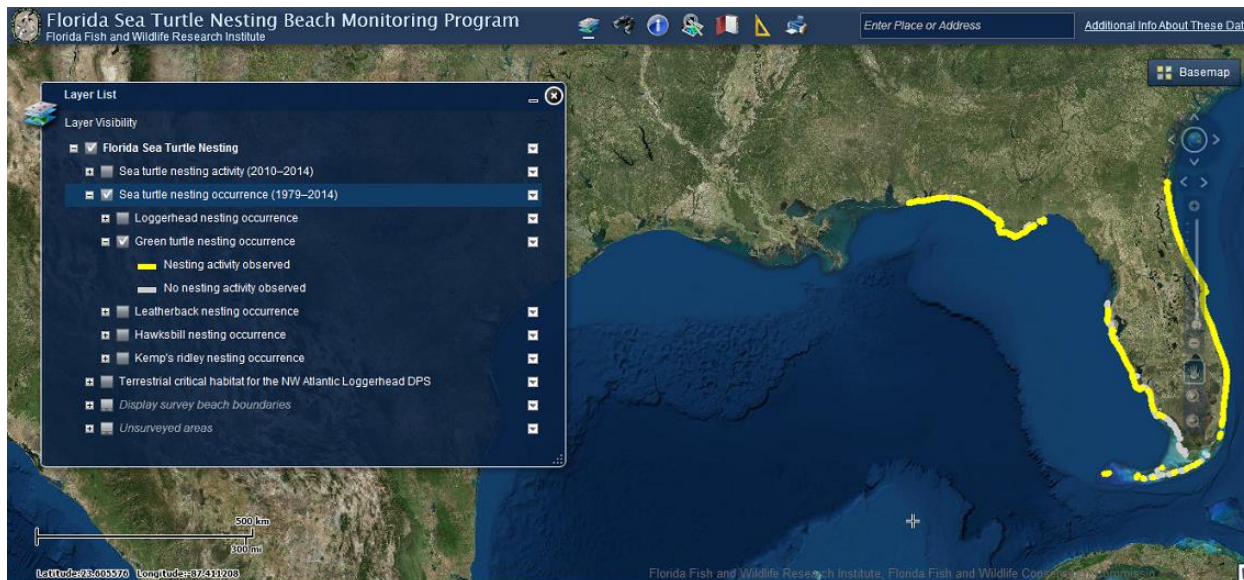 Florida Sea Turtle Nesting Beach Monitoring Program
Florida Fish and Wildlife Research Institute
Enter Place or Address
Additional Info About These Dat
Basemap
Layer List
Layer Visibility
Florida Sea Turtle Nesting
Sea turtle nesting activity (2010–2014)
Sea turtle nesting occurrence (1979–2014)
Loggerhead nesting occurrence
Green turtle nesting occurrence
Nesting activity observed
No nesting activity observed
Leatherback nesting occurrence
Hawksbill nesting occurrence
Kemp's ridley nesting occurrence
Terrestrial critical habitat for the NW Atlantic Loggerhead DPS
Display survey beach boundaries
Unsurveyed areas
500 km
300 mi
Latitude:23.605576 Longitude:-87.411208
Florida Fish and Wildlife Research Institute, Florida Fish and Wildlife